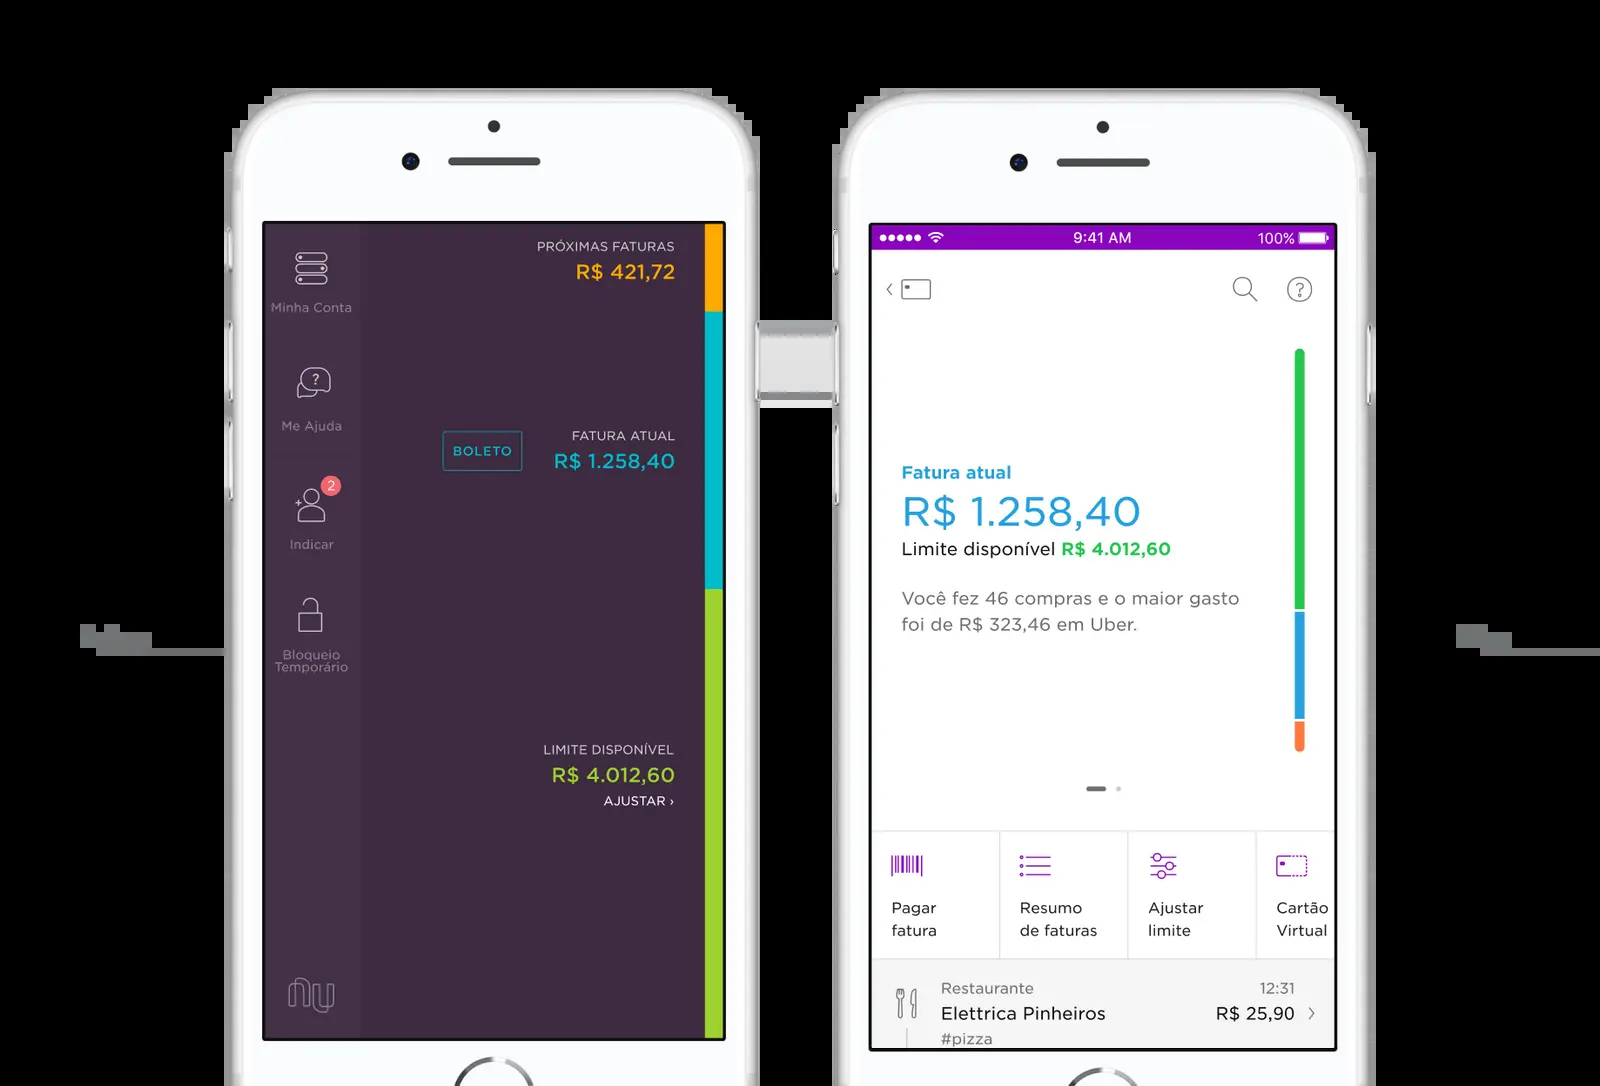 PRÓXIMAS FATURAS
R$ 421,72
Minha Conta
Me Ajuda
BOLETO
FATURA ATUAL
R$ 1.258,40
2
Indicar
Bloqueio
Temporário
LIMITE DISPONÍVEL
R$ 4.012,60
AJUSTAR ›
nu
9:41 AM
100%
Fatura atual
R$ 1.258,40
Limite disponível R$ 4.012,60
Você fez 46 compras e o maior gasto
foi de R$ 323,46 em Uber.
Pagar
fatura
Resumo
de faturas
Ajustar
limite
Cartão
Virtual
Restaurante
12:31
Elettrica Pinheiros
R$ 25,90
#pizza